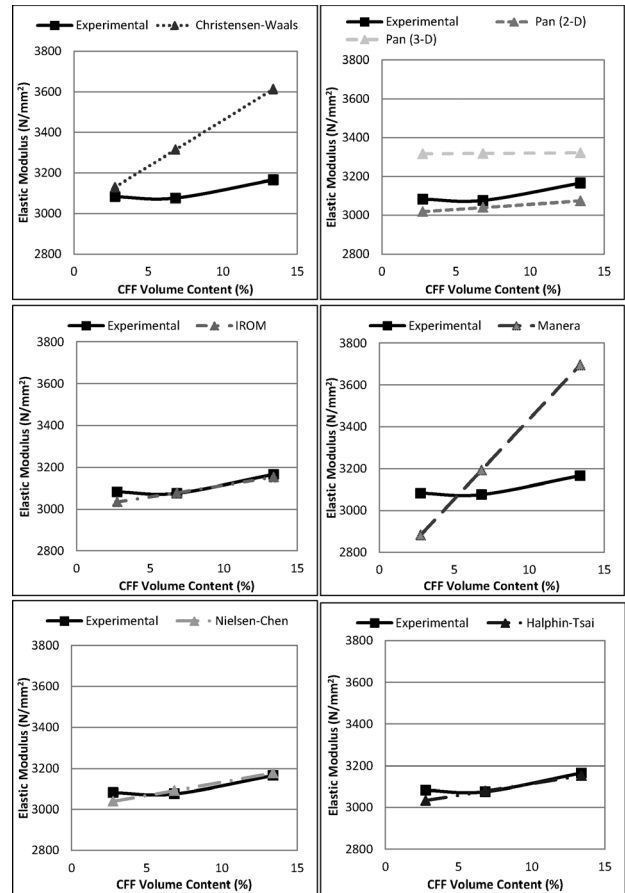 Experimental Christensen-Waals
3800
3600
3400
3200
3000
2800
Elastic Modulus (N/mm²)
0 5 10 15
CFF Volume Content (%)
Experimental Pan (2-D)
Pan (3-D)
3800
3600
3400
3200
3000
2800
Elastic Modulus (N/mm²)
0 5 10 15
CFF Volume Content (%)
Experimental IROM
3800
3600
3400
3200
3000
2800
Elastic Modulus (N/mm²)
0 5 10 15
CFF Volume Content (%)
Experimental Manera
3800
3600
3400
3200
3000
2800
Elastic Modulus (N/mm²)
0 5 10 15
CFF Volume Content (%)
Experimental Nielsen-Chen
3800
3600
3400
3200
3000
2800
Elastic Modulus (N/mm²)
0 5 10 15
CFF Volume Content (%)
Experimental Halphin-Tsai
3800
3600
3400
3200
3000
2800
Elastic Modulus (N/mm²)
0 5 10 15
CFF Volume Content (%)